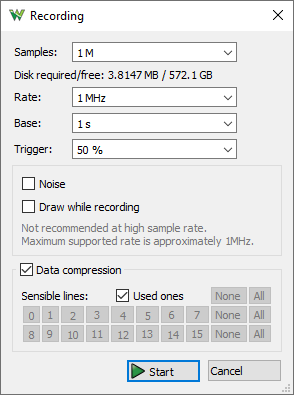 Recording
Samples: 1 M
Disk required/free: 3.8147 MB / 572.1 GB
Rate: 1 MHz
Base: 1 s
Trigger: 50 %
Noise
Draw while recording
Not recommended at high sample rate.
Maximum supported rate is approximately 1MHz.
Data compression
Sensible lines: Used ones None All
0 1 2 3 4 5 6 7 None All
8 9 10 11 12 13 14 15 None All
Start Cancel